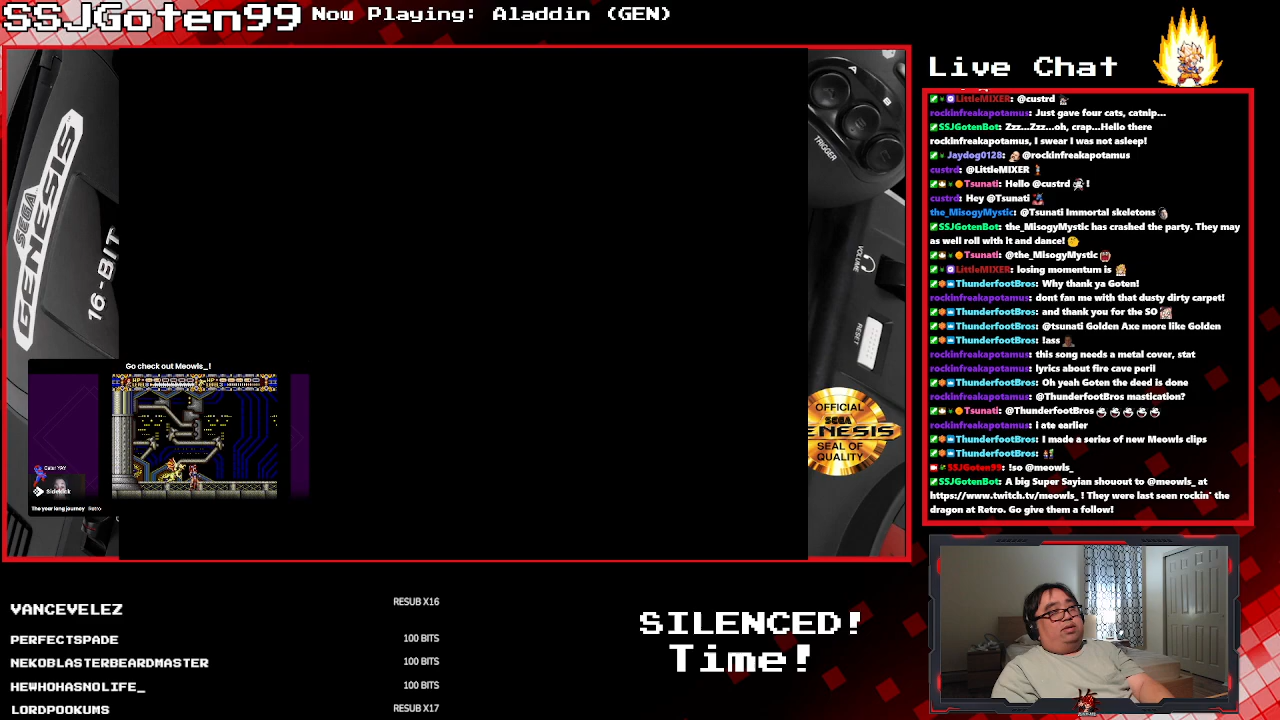 SSJGoten99
Now Playing: Aladdin (GEN)
Live Chat
LittleMIXER: @custrd
rockinfreakapotamus: Just gave four cats, catnip...
SSJGotenBot: Zzz...Zzz...oh, crap...Hello there
rockinfreakapotamus, I swear I was not asleep!
Jaydog0128: @rockinfreakapotamus
custrd: @LittleMIXER
Tsunati: Hello @custrd !
custrd: Hey @Tsunati
the_MisogyMystic: @Tsunati Immortal skeletons
SSJGotenBot: the_MisogyMystic has crashed the party. They may
as well roll with it and dance!
Tsunati: @the_MisogyMystic
LittleMIXER: losing momentum is
ThunderfootBros: Why thank ya Goten!
rockinfreakapotamus: dont fan me with that dusty dirty carpet!
ThunderfootBros: and thank you for the SO
ThunderfootBros: @tsunati Golden Axe more like Golden
ThunderfootBros: !ass
rockinfreakapotamus: this song needs a metal cover, stat
rockinfreakapotamus: lyrics about fire cave peril
ThunderfootBros: Oh yeah Goten the deed is done
rockinfreakapotamus: @ThunderfootBros mastication?
Tsunati: @ThunderfootBros
rockinfreakapotamus: i ate earlier
ThunderfootBros: I made a series of new Meowls clips
ThunderfootBros:
SSJGoten99: !so @meowls_
SSJGotenBot: A big Super Sayian shouout to @meowls_ at
https://www.twitch.tv/meowls_ ! They were last seen rockin' the
dragon at Retro. Go give them a follow!
SEGA
GENESIS
16-BIT
A
B
TRIGGER
VOLUME
RESET
OFFICIAL
SEGA
GENESIS
SEAL OF
QUALITY
Go check out Meowls_!
Sidekick
The year long journey Retro
VANCEVELEZ RESUB X16
PERFECTSPADE 100 BITS
NEKOBLASTERBEARDMASTER 100 BITS
HEWHOHASNOLIFE_ 100 BITS
LORDPOOKUMS RESUB X17
SILENCED!
Time!